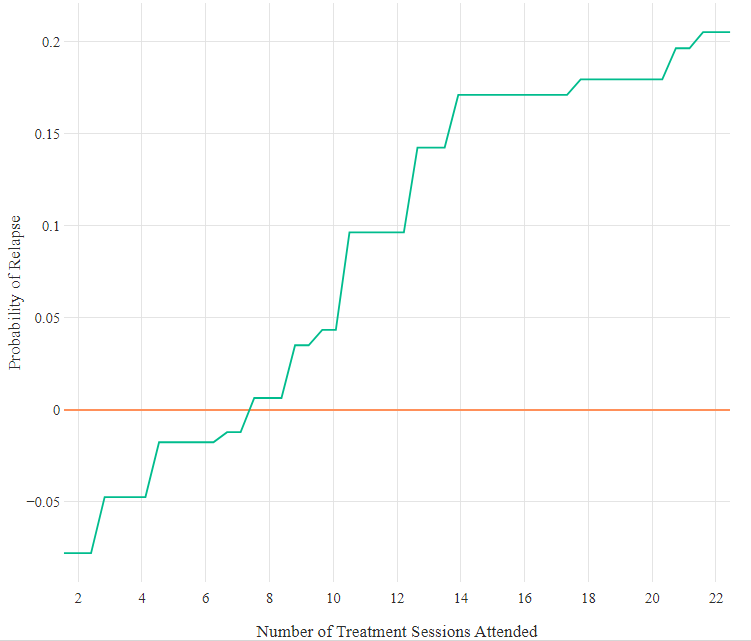 0.2
0.15
0.1
0.05
0
−0.05
Probability of Relapse
2 4 6 8 10 12 14 16 18 20 22
Number of Treatment Sessions Attended